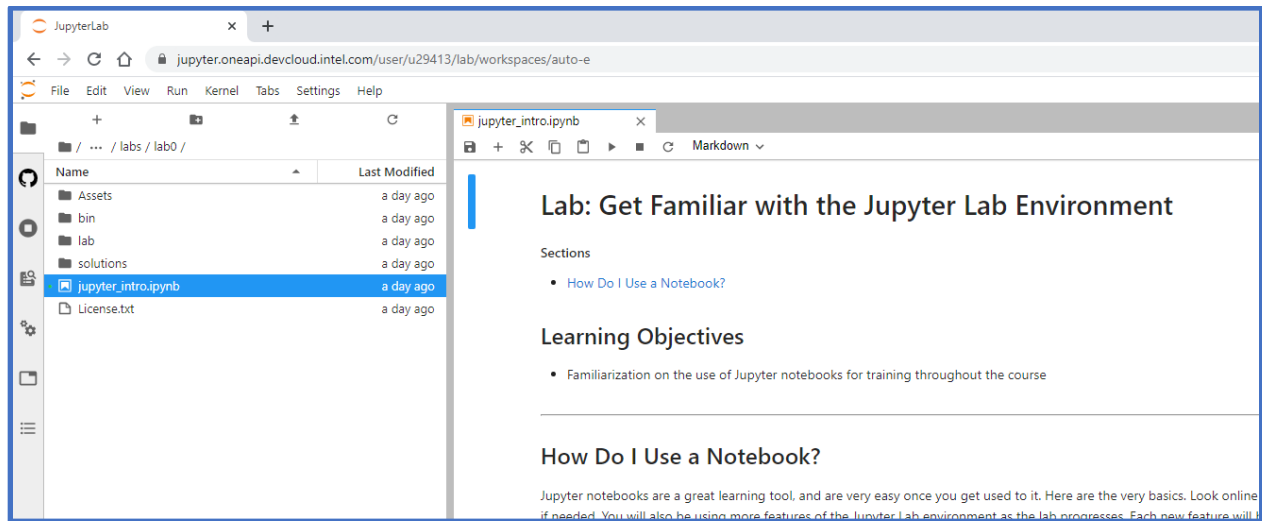 JupyterLab
jupyter.oneapi.devcloud.intel.com/user/u29413/lab/workspaces/auto-e
File Edit View Run Kernel Tabs Settings Help
/ ··· / labs / lab0 /
Name Last Modified
Assets a day ago
bin a day ago
lab a day ago
solutions a day ago
jupyter_intro.ipynb a day ago
License.txt a day ago
jupyter_intro.ipynb
Markdown
Lab: Get Familiar with the Jupyter Lab Environment
Sections
• How Do I Use a Notebook?
Learning Objectives
• Familiarization on the use of Jupyter notebooks for training throughout the course
How Do I Use a Notebook?
Jupyter notebooks are a great learning tool, and are very easy once you get used to it. Here are the very basics. Look online
if needed. You will also be using more features of the Jupyter Lab environment as the lab progresses. Each new feature will